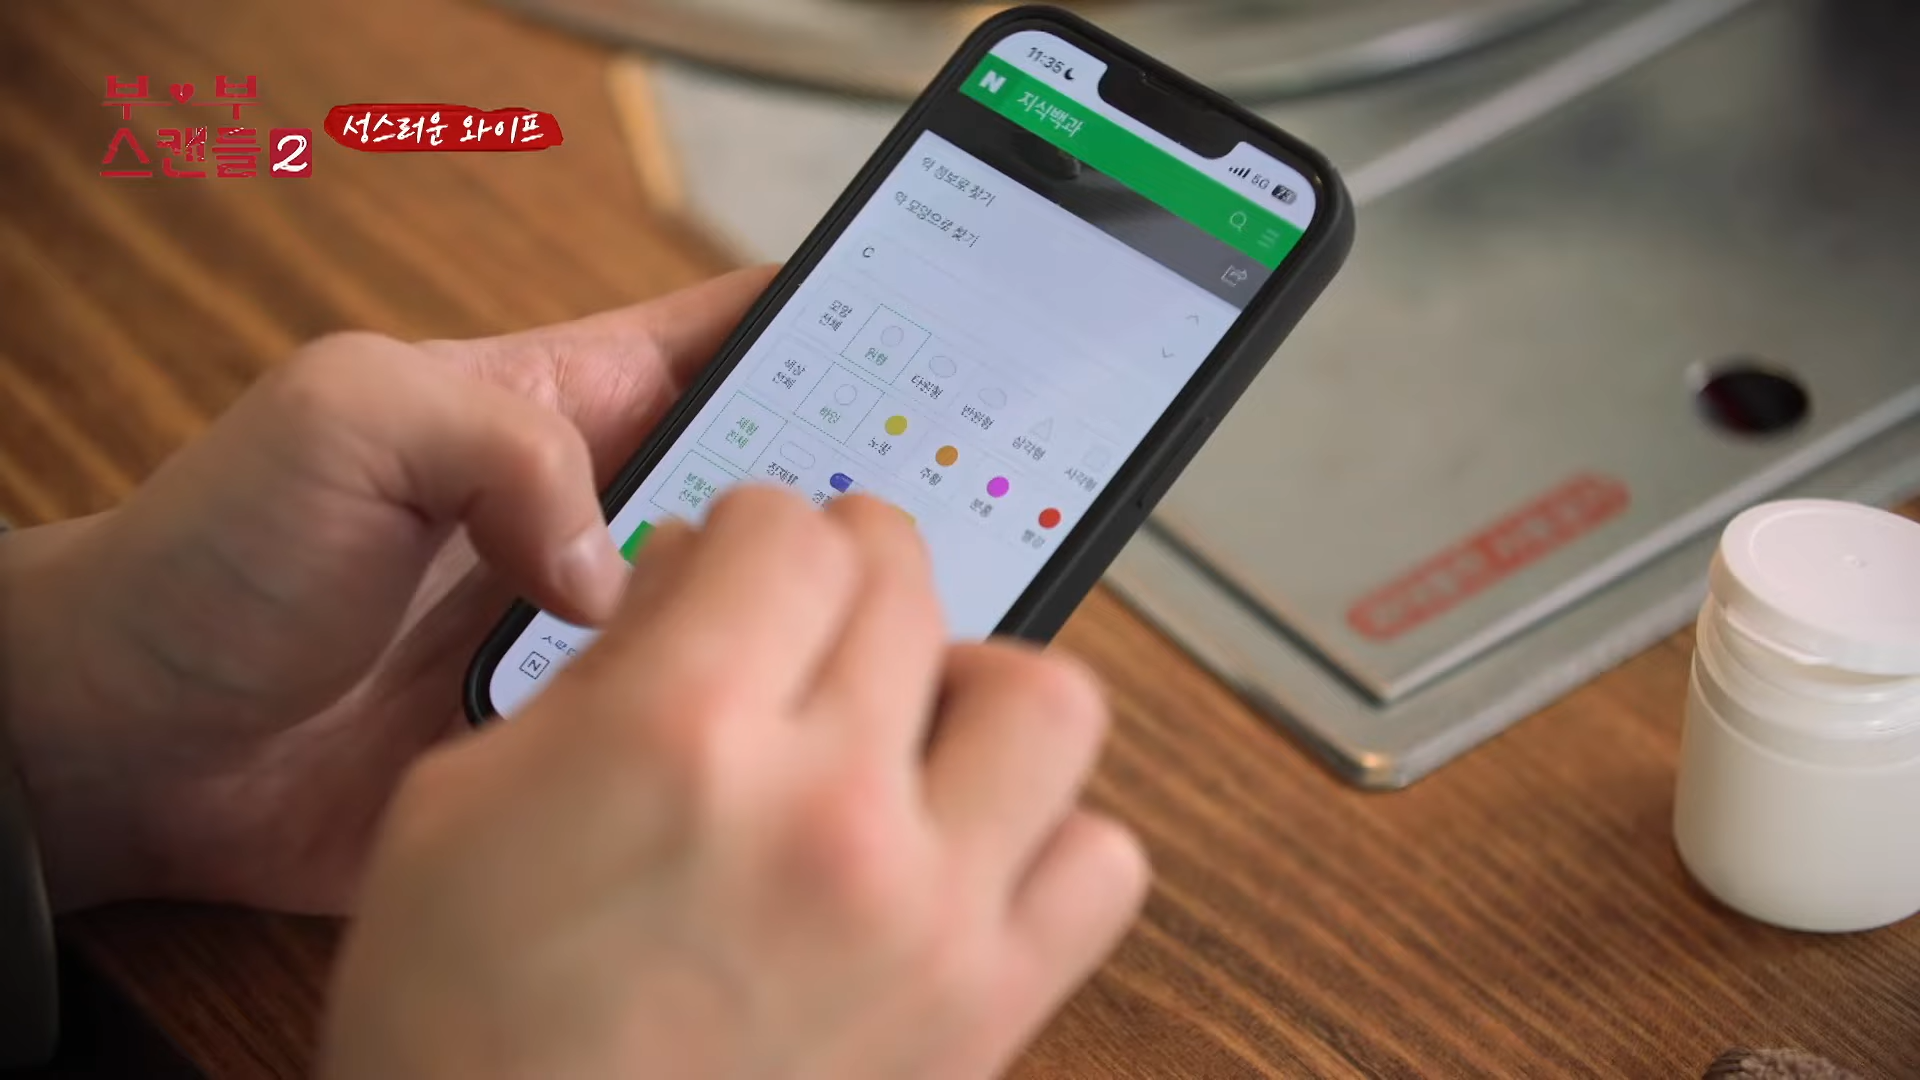 부♥부
스캔들2
성스러운 와이프
11:35
5G 73
N 지식백과
약 정보로 찾기
약 모양으로 찾기
C
모양
전체
원형
타원형
반원형
삼각형
사각형
색상
전체
하양
노랑
주황
분홍
빨강
제형
전체
정제류
분할선
전체
N